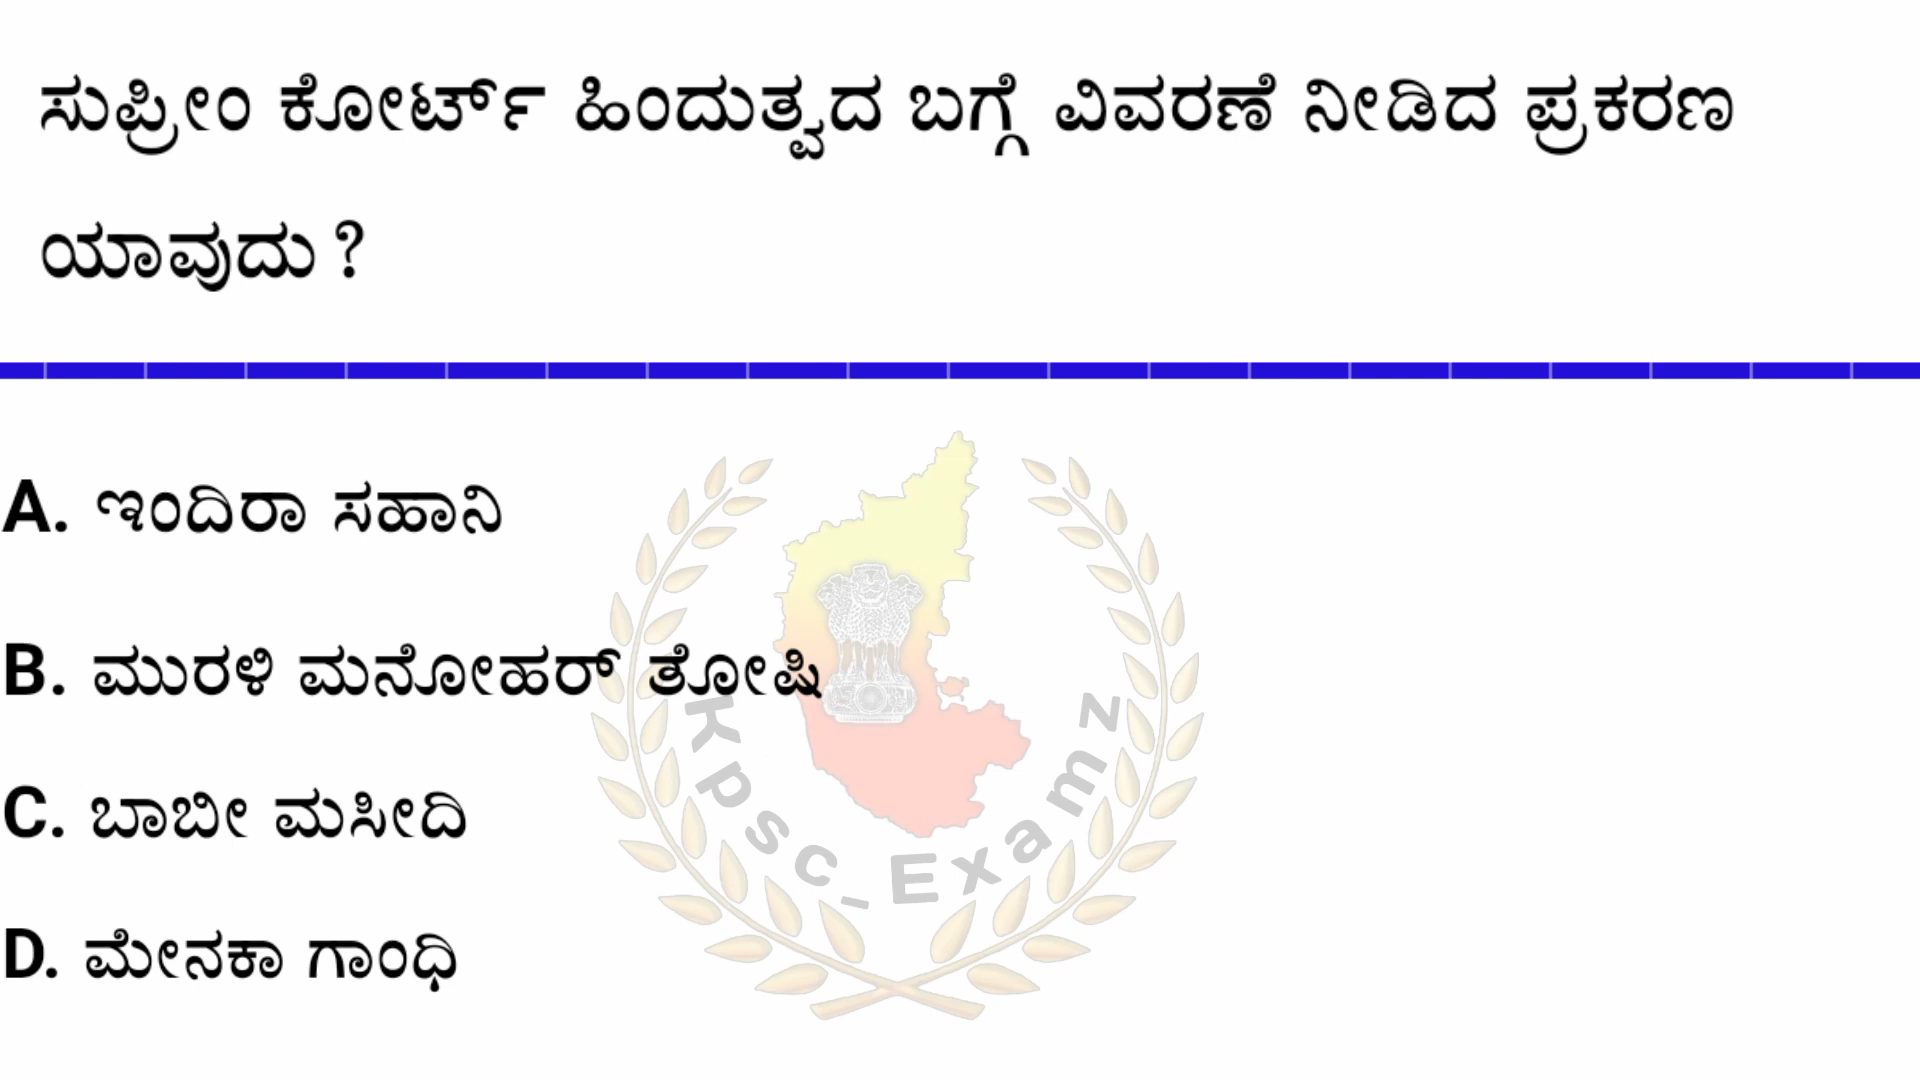 ಸುಪ್ರೀಂ ಕೋರ್ಟ್ ಹಿಂದುತ್ವದ ಬಗ್ಗೆ ವಿವರಣೆ ನೀಡಿದ ಪ್ರಕರಣ
ಯಾವುದು ?
A. ಇಂದಿರಾ ಸಹಾನಿ
B. ಮುರಳಿ ಮನೋಹರ್ ತೋಷಿ
C. ಬಾಬೀ ಮಸೀದಿ
D. ಮೇನಕಾ ಗಾಂಧಿ
Kpsc_Examz